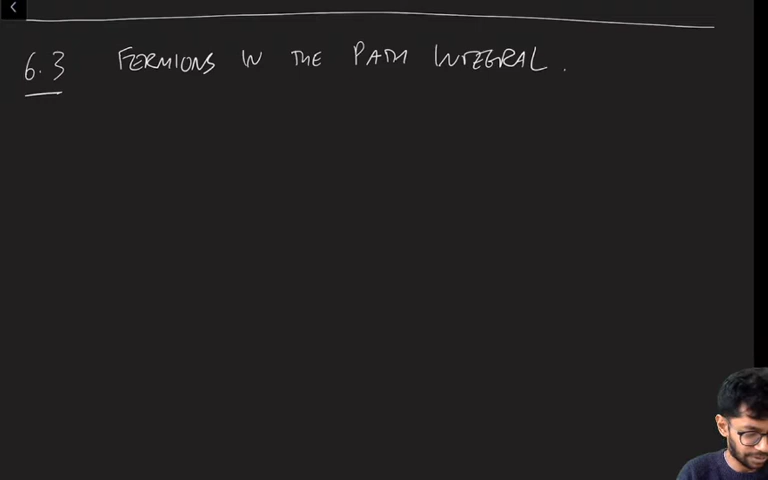 6.3 FERMIONS IN THE PATH INTEGRAL.